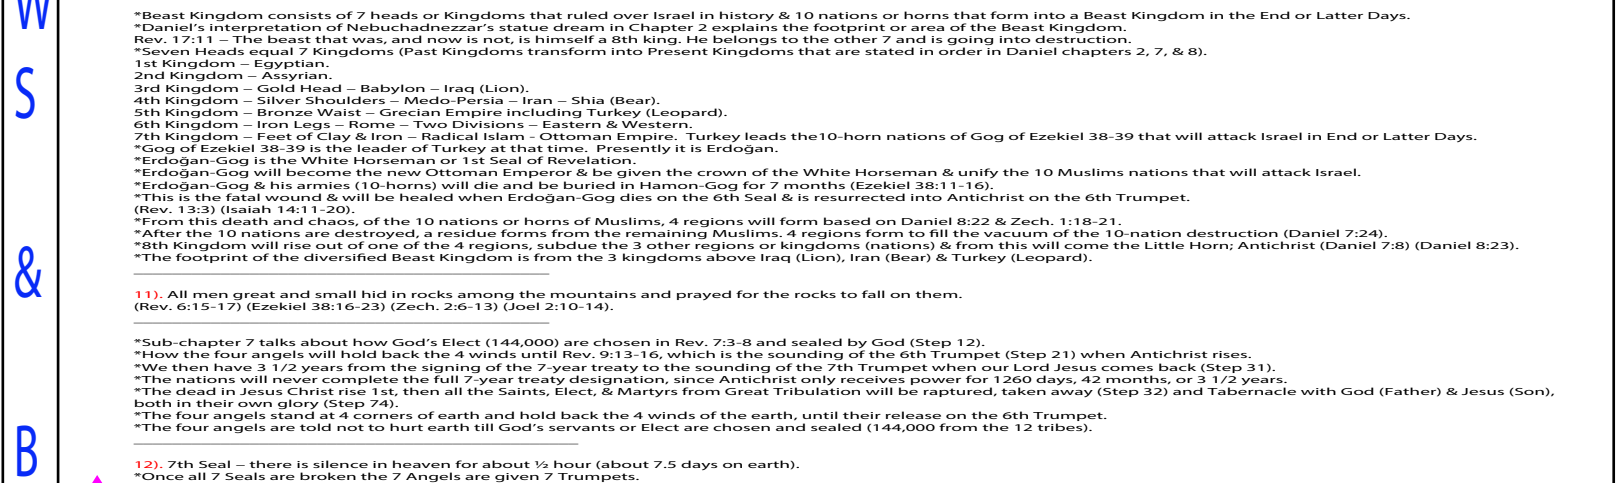 W
S
&
B
*Beast Kingdom consists of 7 heads or Kingdoms that ruled over Israel in history & 10 nations or horns that form into a Beast Kingdom in the End or Latter Days.
*Daniel's interpretation of Nebuchadnezzar's statue dream in Chapter 2 explains the footprint or area of the Beast Kingdom.
Rev. 17:11 – The beast that was, and now is not, is himself a 8th king. He belongs to the other 7 and is going into destruction.
*Seven Heads equal 7 Kingdoms (Past Kingdoms transform into Present Kingdoms that are stated in order in Daniel chapters 2, 7, & 8).
1st Kingdom – Egyptian.
2nd Kingdom – Assyrian.
3rd Kingdom – Gold Head – Babylon – Iraq (Lion).
4th Kingdom – Silver Shoulders – Medo-Persia – Iran – Shia (Bear).
5th Kingdom – Bronze Waist – Grecian Empire including Turkey (Leopard).
6th Kingdom – Iron Legs – Rome – Two Divisions – Eastern & Western.
7th Kingdom – Feet of Clay & Iron – Radical Islam - Ottoman Empire.  Turkey leads the10-horn nations of Gog of Ezekiel 38-39 that will attack Israel in End or Latter Days.
*Gog of Ezekiel 38-39 is the leader of Turkey at that time.  Presently it is Erdoğan.
*Erdoğan-Gog is the White Horseman or 1st Seal of Revelation.
*Erdoğan-Gog will become the new Ottoman Emperor & be given the crown of the White Horseman & unify the 10 Muslims nations that will attack Israel.
*Erdoğan-Gog & his armies (10-horns) will die and be buried in Hamon-Gog for 7 months (Ezekiel 38:11-16).
*This is the fatal wound & will be healed when Erdoğan-Gog dies on the 6th Seal & is resurrected into Antichrist on the 6th Trumpet.
(Rev. 13:3) (Isaiah 14:11-20).
*From this death and chaos, of the 10 nations or horns of Muslims, 4 regions will form based on Daniel 8:22 & Zech. 1:18-21.
*After the 10 nations are destroyed, a residue forms from the remaining Muslims. 4 regions form to fill the vacuum of the 10-nation destruction (Daniel 7:24).
*8th Kingdom will rise out of one of the 4 regions, subdue the 3 other regions or kingdoms (nations) & from this will come the Little Horn; Antichrist (Daniel 7:8) (Daniel 8:23).
*The footprint of the diversified Beast Kingdom is from the 3 kingdoms above Iraq (Lion), Iran (Bear) & Turkey (Leopard).
11). All men great and small hid in rocks among the mountains and prayed for the rocks to fall on them.
(Rev. 6:15-17) (Ezekiel 38:16-23) (Zech. 2:6-13) (Joel 2:10-14).
*Sub-chapter 7 talks about how God's Elect (144,000) are chosen in Rev. 7:3-8 and sealed by God (Step 12).
*How the four angels will hold back the 4 winds until Rev. 9:13-16, which is the sounding of the 6th Trumpet (Step 21) when Antichrist rises.
*We then have 3 1/2 years from the signing of the 7-year treaty to the sounding of the 7th Trumpet when our Lord Jesus comes back (Step 31).
*The nations will never complete the full 7-year treaty designation, since Antichrist only receives power for 1260 days, 42 months, or 3 1/2 years.
*The dead in Jesus Christ rise 1st, then all the Saints, Elect, & Martyrs from Great Tribulation will be raptured, taken away (Step 32) and Tabernacle with God (Father) & Jesus (Son),
both in their own glory (Step 74).
*The four angels stand at 4 corners of earth and hold back the 4 winds of the earth, until their release on the 6th Trumpet.
*The four angels are told not to hurt earth till God's servants or Elect are chosen and sealed (144,000 from the 12 tribes).
12). 7th Seal – there is silence in heaven for about ½ hour (about 7.5 days on earth).
*Once all 7 Seals are broken the 7 Angels are given 7 Trumpets.